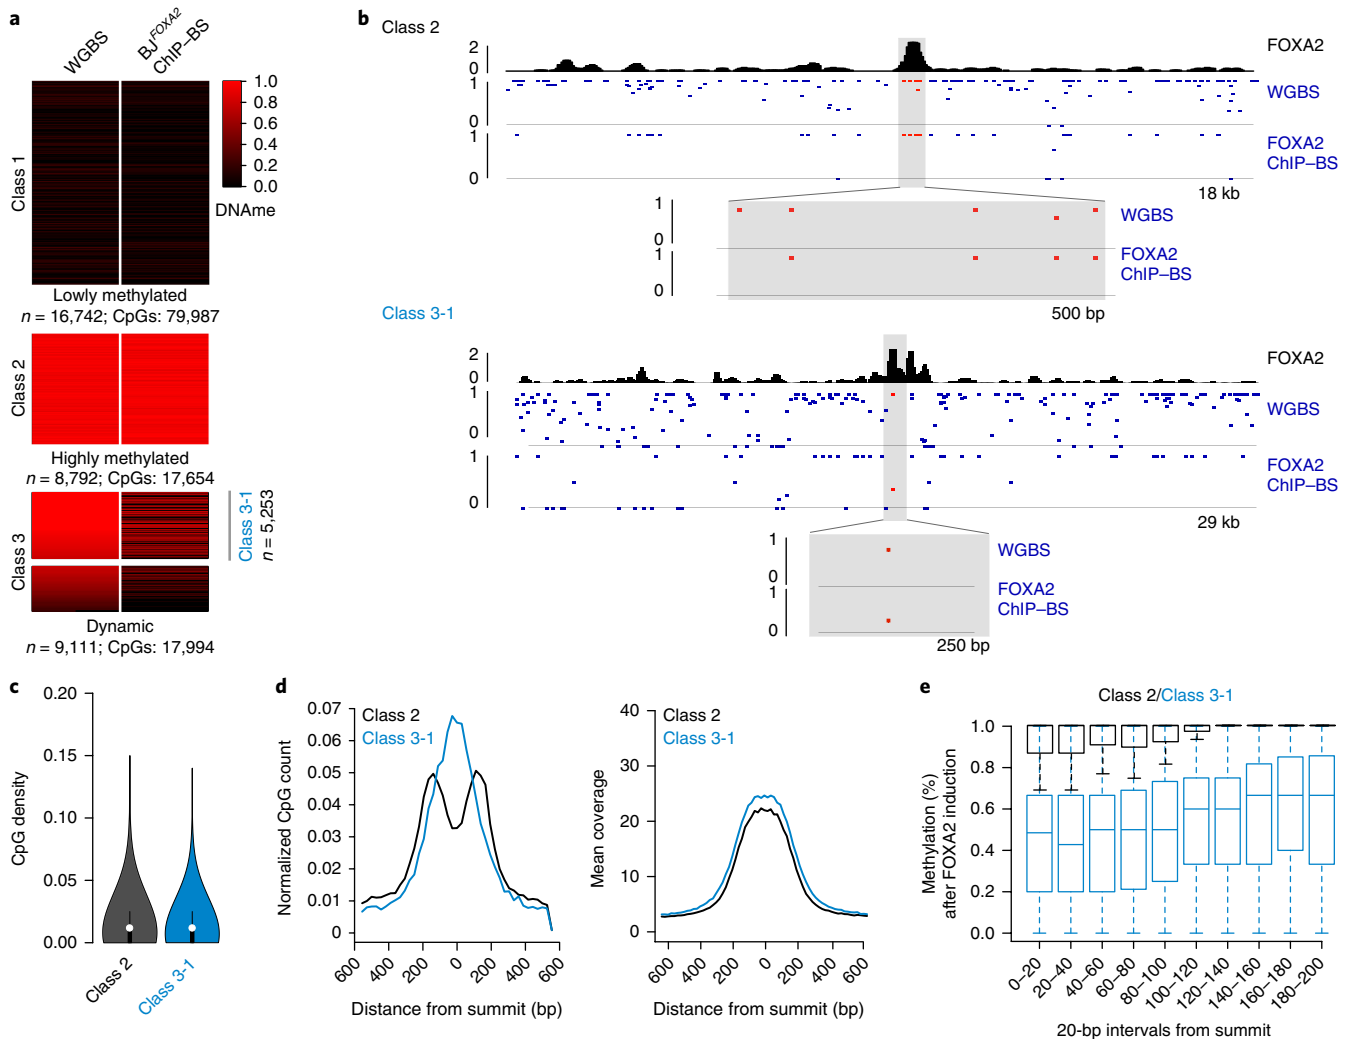 a
WGBS
BJFOXA2
ChIP–BS
1.0
0.8
0.6
0.4
0.2
0.0
DNAme
Class 1
Lowly methylated
n = 16,742; CpGs: 79,987
Class 2
Highly methylated
n = 8,792; CpGs: 17,654
Class 3
Class 3-1
n = 5,253
Dynamic
n = 9,111; CpGs: 17,994
b
Class 2
2
0
FOXA2
1
0
WGBS
1
0
FOXA2
ChIP–BS
18 kb
1
0
WGBS
1
0
FOXA2
ChIP–BS
500 bp
Class 3-1
2
0
FOXA2
1
0
WGBS
1
0
FOXA2
ChIP–BS
29 kb
1
0
WGBS
1
0
FOXA2
ChIP–BS
250 bp
c
CpG density
0.20
0.15
0.10
0.05
0.00
Class 2
Class 3-1
d
Class 2
Class 3-1
Normalized CpG count
0.07
0.06
0.05
0.04
0.03
0.02
0.01
0
600
400
200
0
200
400
600
Distance from summit (bp)
Class 2
Class 3-1
Mean coverage
40
30
20
10
0
600
400
200
0
200
400
600
Distance from summit (bp)
e
Class 2/Class 3-1
Methylation (%)
after FOXA2 induction
1.0
0.8
0.6
0.4
0.2
0.0
0–20
20–40
40–60
60–80
80–100
100–120
120–140
140–160
160–180
180–200
20-bp intervals from summit